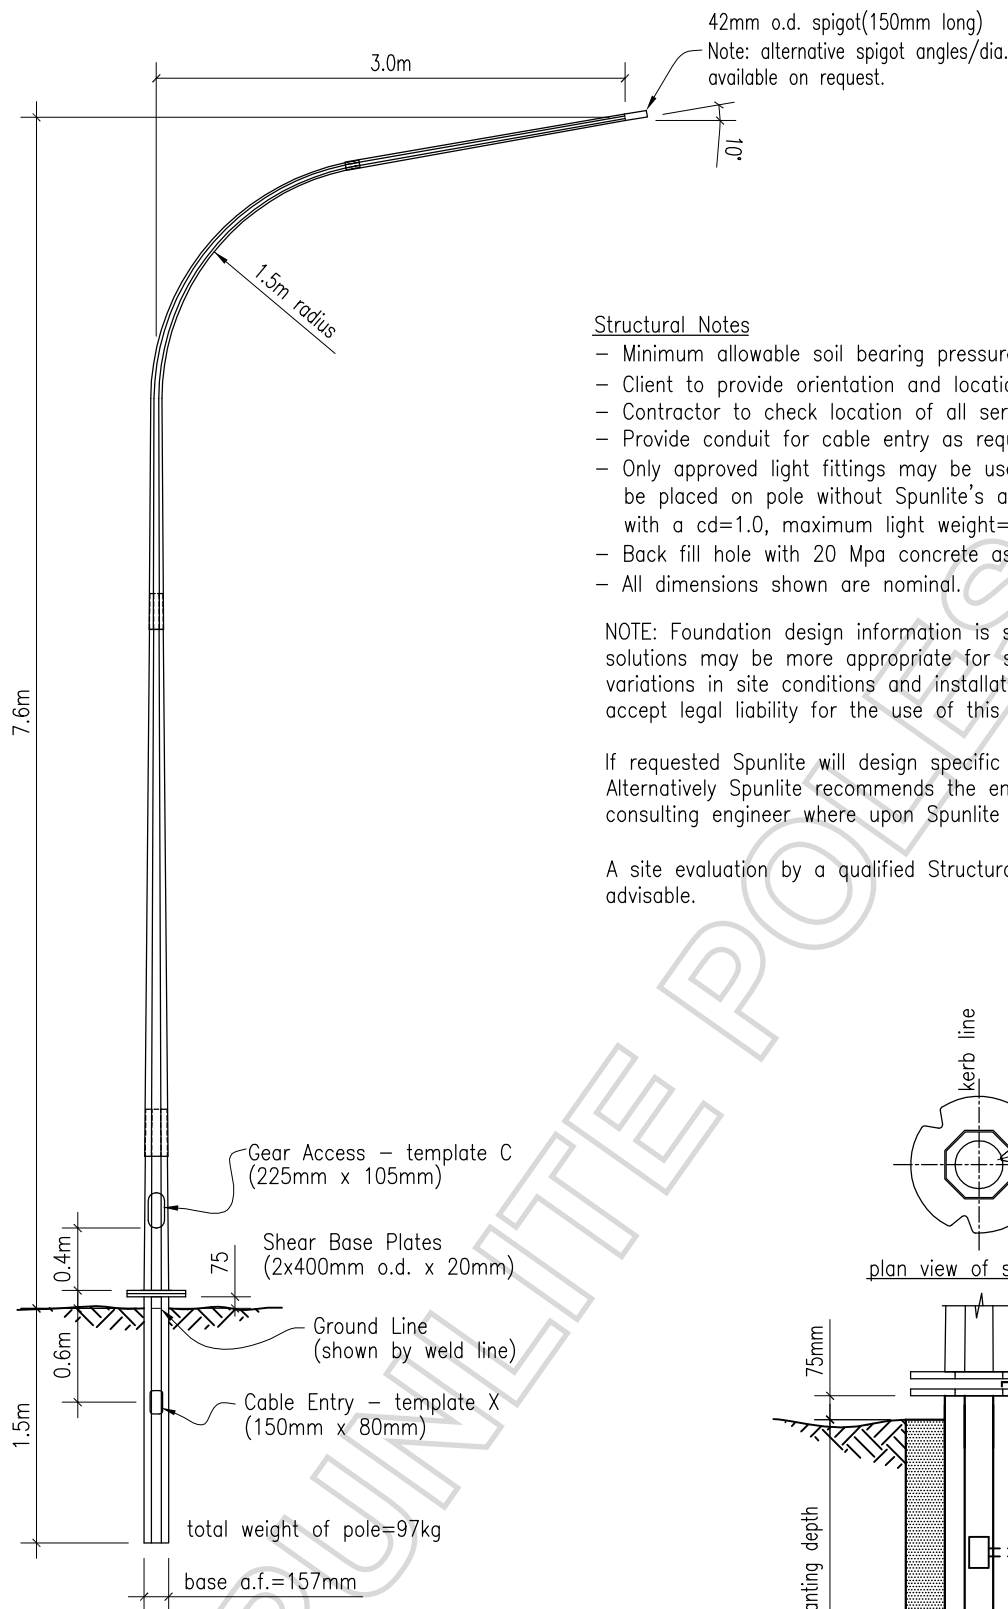 42mm o.d. spigot(150mm long)
Note: alternative spigot angles/dia.
available on request.
3.0m
10°
1.5m radius
Structural Notes
– Minimum allowable soil bearing pressure
– Client to provide orientation and locatio
– Contractor to check location of all ser
– Provide conduit for cable entry as requ
– Only approved light fittings may be use
be placed on pole without Spunlite's a
with a cd=1.0, maximum light weight=
– Back fill hole with 20 Mpa concrete as
– All dimensions shown are nominal.
NOTE: Foundation design information is s
solutions may be more appropriate for s
variations in site conditions and installat
accept legal liability for the use of this
If requested Spunlite will design specific
Alternatively Spunlite recommends the en
consulting engineer where upon Spunlite
A site evaluation by a qualified Structura
advisable.
7.6m
kerb line
Gear Access – template C
(225mm x 105mm)
0.4m
Shear Base Plates
(2x400mm o.d. x 20mm)
75
plan view of s
Ground Line
(shown by weld line)
0.6m
75mm
Cable Entry – template X
(150mm x 80mm)
1.5m
total weight of pole=97kg
base a.f.=157mm
anting depth
PUNLITE POLES